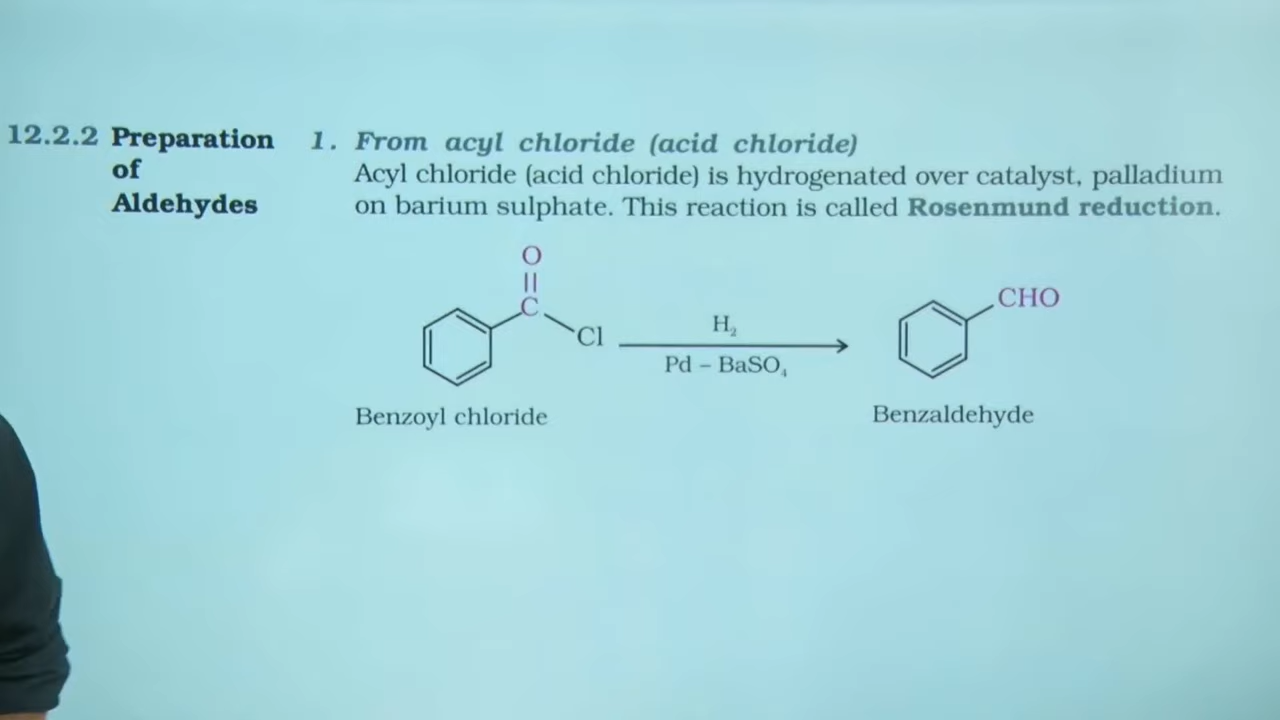 12.2.2 Preparation of Aldehydes
1. From acyl chloride (acid chloride)
Acyl chloride (acid chloride) is hydrogenated over catalyst, palladium
on barium sulphate. This reaction is called Rosenmund reduction.
O
||
C
Cl
H₂
Pd – BaSO₄
CHO
Benzoyl chloride
Benzaldehyde